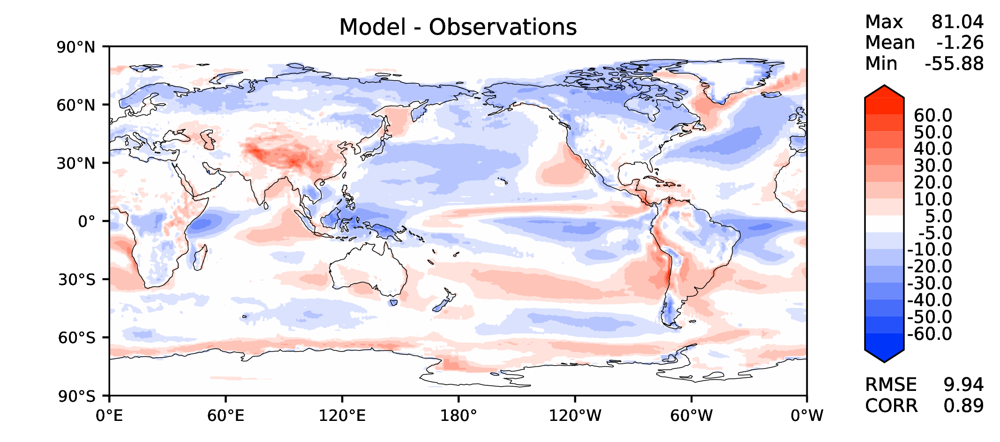 Model - Observations
Max 81.04
Mean -1.26
Min -55.88
90°N
60°N
30°N
0°
30°S
60°S
90°S
0°E 60°E 120°E 180° 120°W 60°W 0°W
60.0
50.0
40.0
30.0
20.0
10.0
5.0
-5.0
-10.0
-20.0
-30.0
-40.0
-50.0
-60.0
RMSE 9.94
CORR 0.89